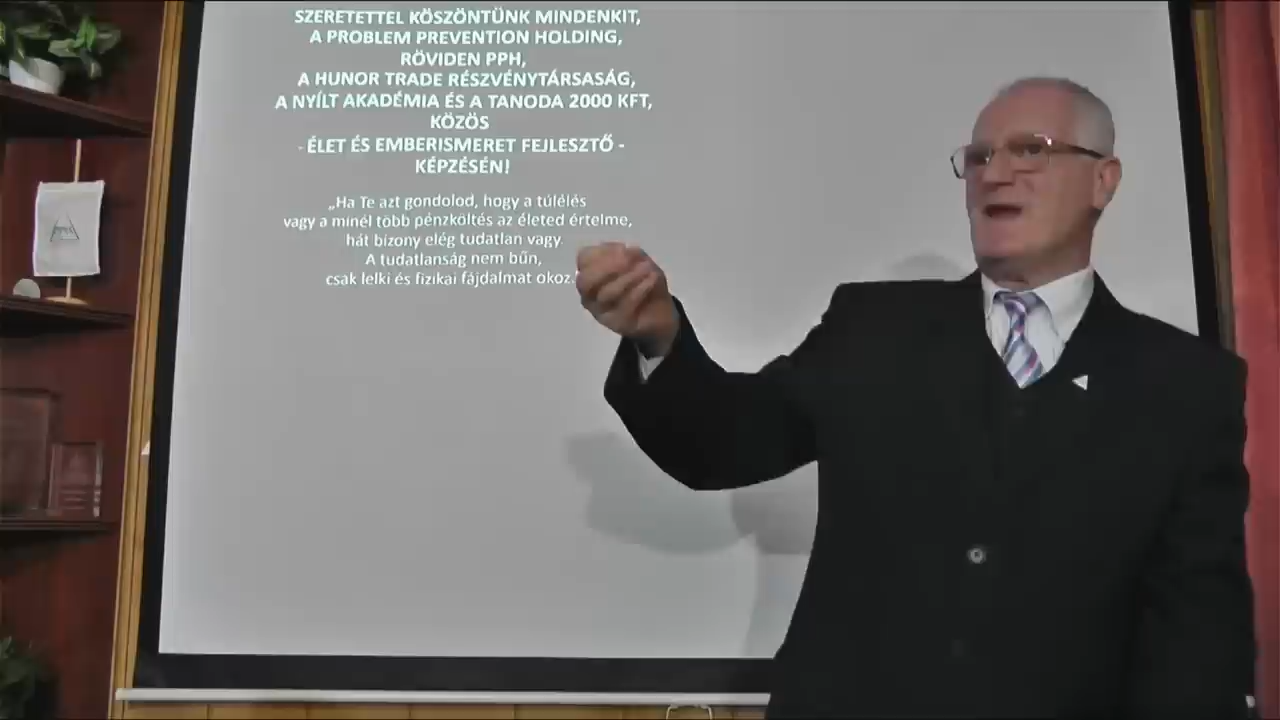 SZERETETTEL KÖSZÖNTÜNK MINDENKIT,
A PROBLEM PREVENTION HOLDING,
RÖVIDEN PPH,
A HUNOR TRADE RÉSZVÉNYTÁRSASÁG,
A NYÍLT AKADÉMIA ÉS A TANODA 2000 KFT,
KÖZÖS
- ÉLET ÉS EMBERISMERET FEJLESZTŐ -
KÉPZÉSÉN!
„Ha Te azt gondolod, hogy a túlélés
vagy a minél több pénzköltés az életed értelme,
hát bizony elég tudatlan vagy.
A tudatlanság nem bűn,
csak lelki és fizikai fájdalmat okoz.